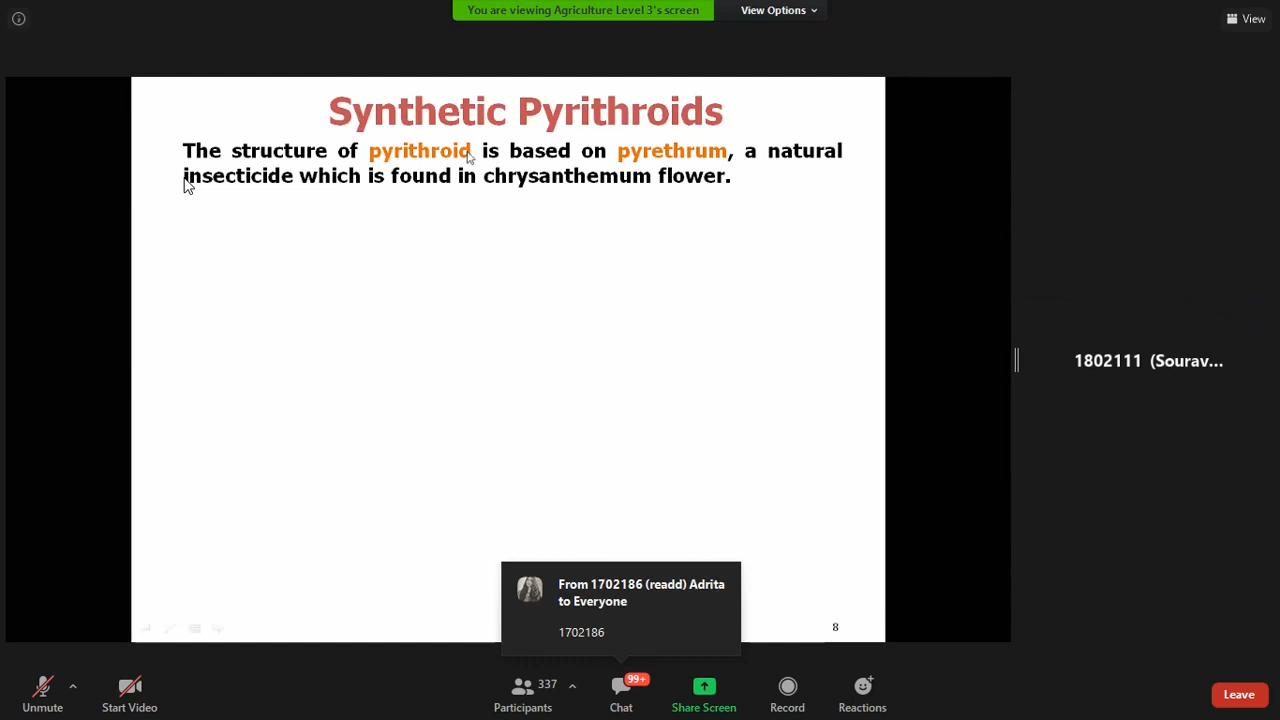 You are viewing Agriculture Level 3's screen
View Options
View
Synthetic Pyrithroids
The structure of pyrithroid is based on pyrethrum, a natural
insecticide which is found in chrysanthemum flower.
1802111 (Sourav...
From 1702186 (readd) Adrita
to Everyone
1702186
8
Unmute
Start Video
337
Participants
99+
Chat
Share Screen
Record
Reactions
Leave